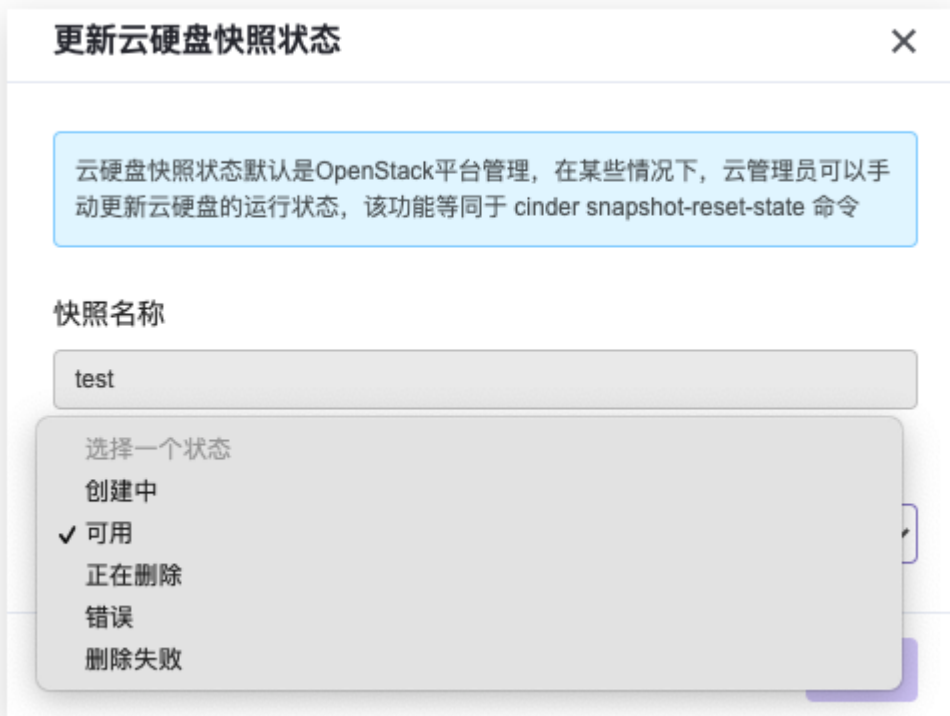 更新云硬盘快照状态
云硬盘快照状态默认是OpenStack平台管理，在某些情况下，云管理员可以手
动更新云硬盘的运行状态，该功能等同于 cinder snapshot-reset-state 命令
快照名称
test
选择一个状态
创建中
可用
正在删除
错误
删除失败